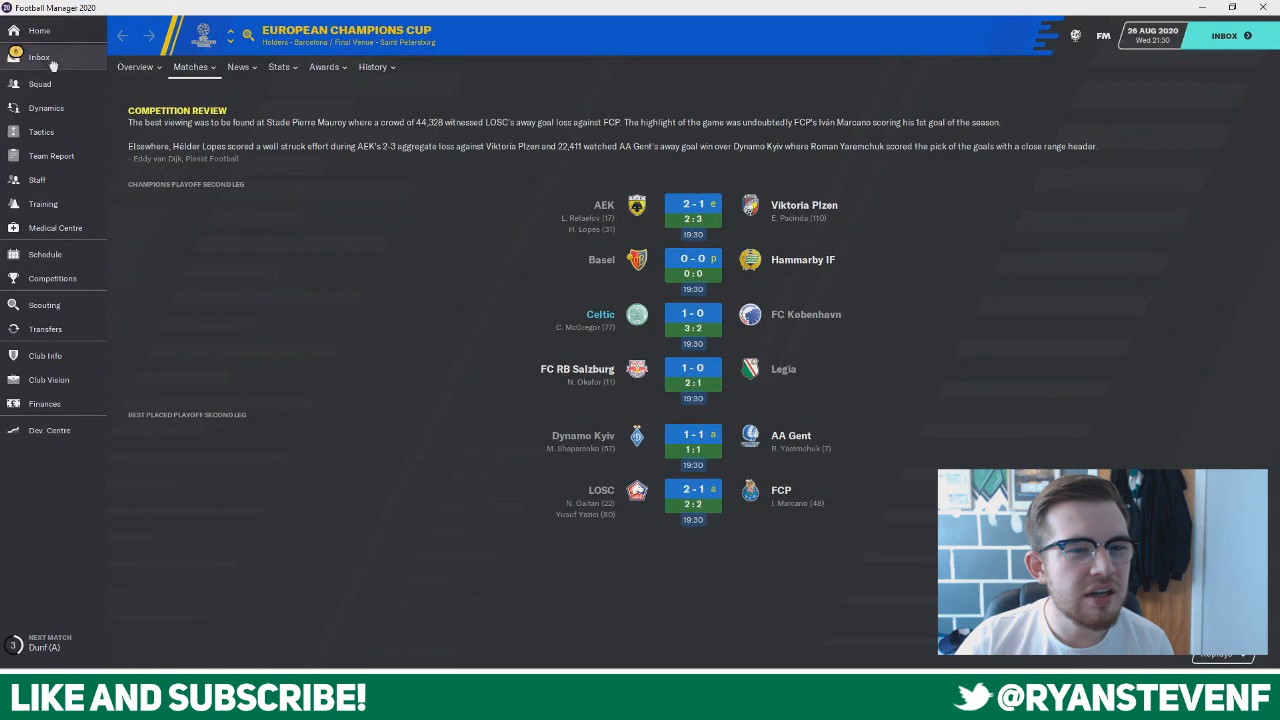 Football Manager 2020
Home
6
Inbox
Squad
Dynamics
Tactics
Team Report
Staff
Training
Medical Centre
Schedule
Competitions
Scouting
Transfers
Club Info
Club Vision
Finances
Dev. Centre
3
NEXT MATCH
Dunf (A)
EUROPEAN CHAMPIONS CUP
Holders - Barcelona / Final Venue - Saint Petersburg
FM
26 AUG 2020
Wed 21:30
INBOX
Overview
Matches
News
Stats
Awards
History
COMPETITION REVIEW
The best viewing was to be found at Stade Pierre Mauroy where a crowd of 44,328 witnessed LOSC's away goal loss against FCP. The highlight of the game was undoubtedly FCP's Iván Marcano scoring his 1st goal of the season.
Elsewhere, Hélder Lopes scored a well struck effort during AEK's 2-3 aggregate loss against Viktoria Plzen and 22,411 watched AA Gent's away goal win over Dynamo Kyiv where Roman Yaremchuk scored the pick of the goals with a close range header.
- Eddy van Dijk, Planet Football
CHAMPIONS PLAYOFF SECOND LEG
AEK 2 - 1 e Viktoria Plzen
L. Refaelov (17) 2 : 3 E. Pacinda (110)
H. Lopes (31) 19:30
Basel 0 - 0 p Hammarby IF
0 : 0
19:30
Celtic 1 - 0 FC København
C. McGregor (77) 3 : 2
19:30
FC RB Salzburg 1 - 0 Legia
N. Okafor (11) 2 : 1
19:30
BEST PLACED PLAYOFF SECOND LEG
Dynamo Kyiv 1 - 1 a AA Gent
M. Shaparenko (57) 1 : 1 R. Yaremchuk (7)
19:30
LOSC 2 - 1 a FCP
N. Gaitán (22) 2 : 2 I. Marcano (48)
Yusuf Yazici (80) 19:30
LIKE AND SUBSCRIBE!
@RYANSTEVENF